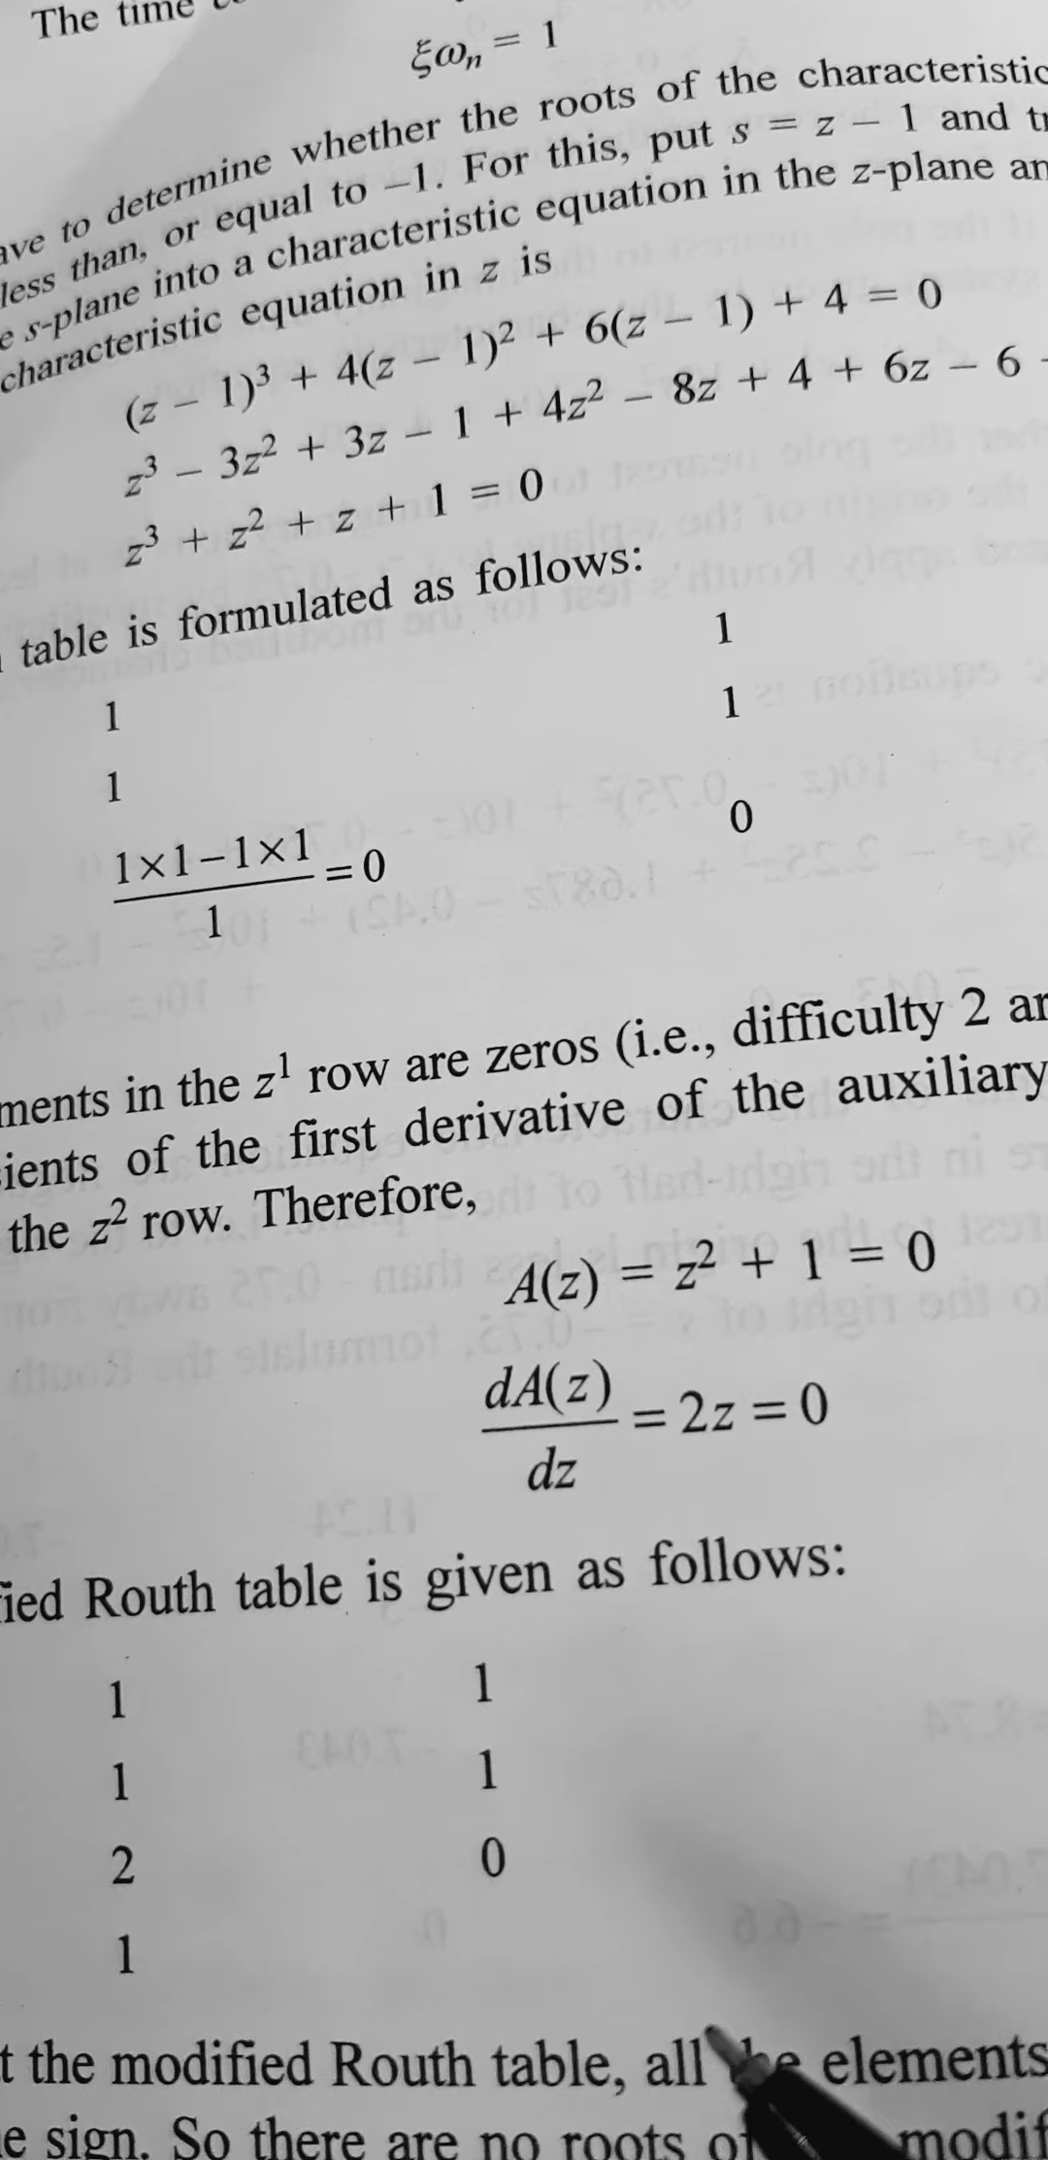 The time
ξωn = 1
to determine whether the roots of the characteristic
less than, or equal to −1. For this, put s = z − 1 and
s-plane into a characteristic equation in the z-plane
characteristic equation in z is
(z − 1)³ + 4(z − 1)² + 6(z − 1) + 4 = 0
z³ − 3z² + 3z − 1 + 4z² − 8z + 4 + 6z − 6
z³ + z² + z + 1 = 0
table is formulated as follows:
1 1
1 1
1×1−1×1 / 1 = 0 0
ments in the z¹ row are zeros (i.e., difficulty 2 ar
ients of the first derivative of the auxiliary
the z² row. Therefore,
A(z) = z² + 1 = 0
dA(z) / dz = 2z = 0
ied Routh table is given as follows:
1 1
1 1
2 0
1
t the modified Routh table, all elements
e sign. So there are no roots of modif